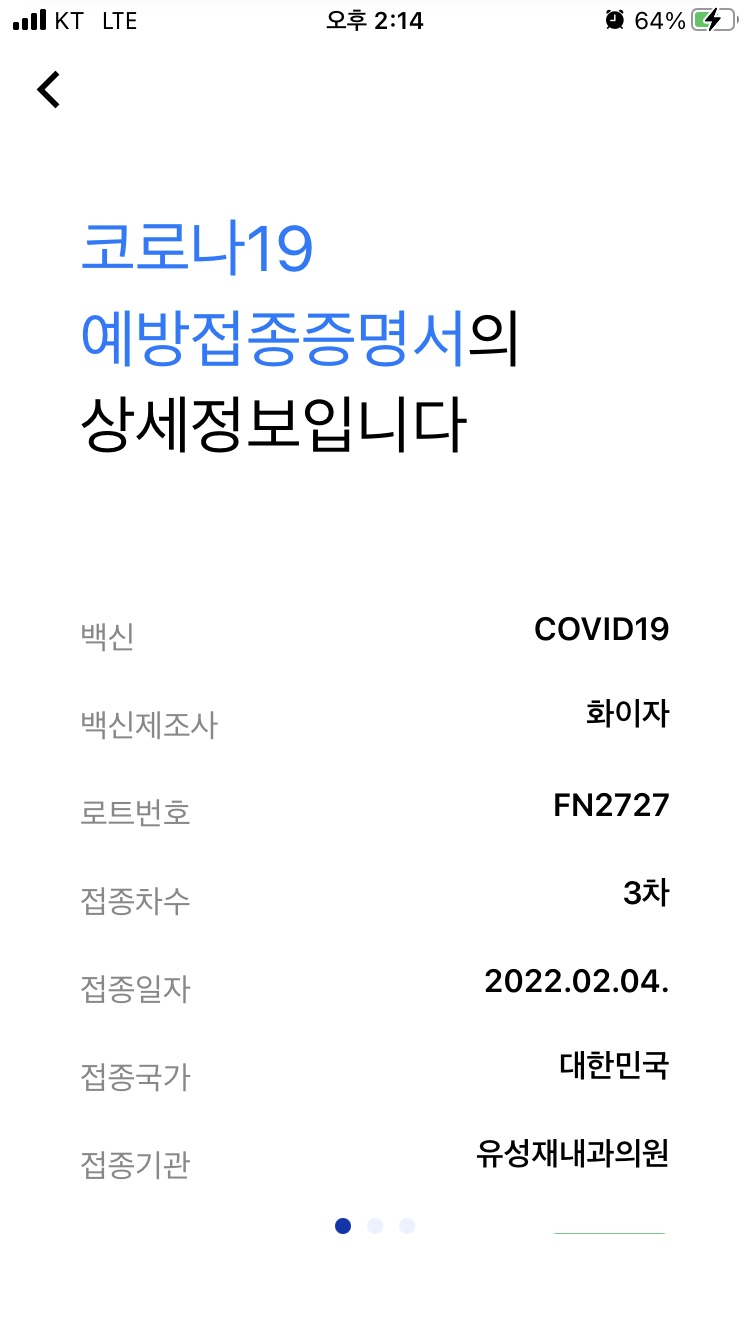 KT LTE 오후 2:14 64%
코로나19
예방접종증명서의
상세정보입니다
백신 COVID19
백신제조사 화이자
로트번호 FN2727
접종차수 3차
접종일자 2022.02.04.
접종국가 대한민국
접종기관 유성재내과의원